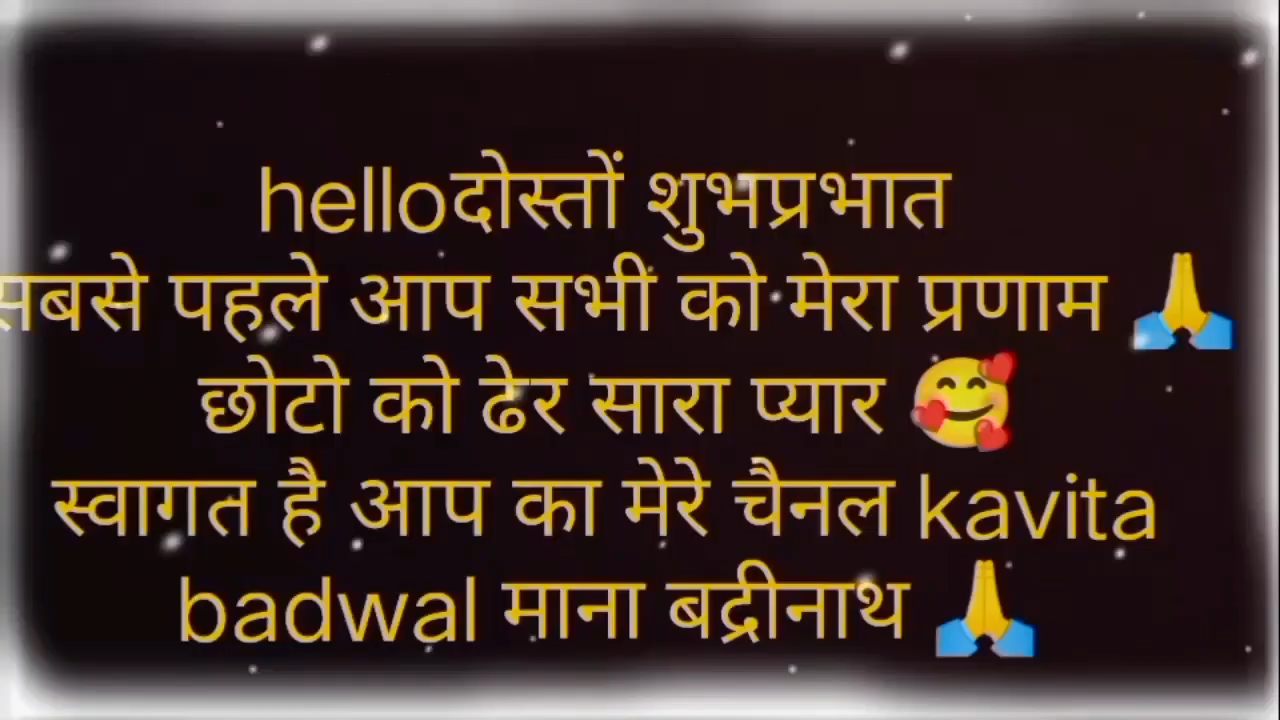 helloदोस्तों शुभप्रभात
सबसे पहले आप सभी को मेरा प्रणाम 🙏
छोटो को ढेर सारा प्यार 🥰
स्वागत है आप का मेरे चैनल kavita
badwal माना बद्रीनाथ 🙏